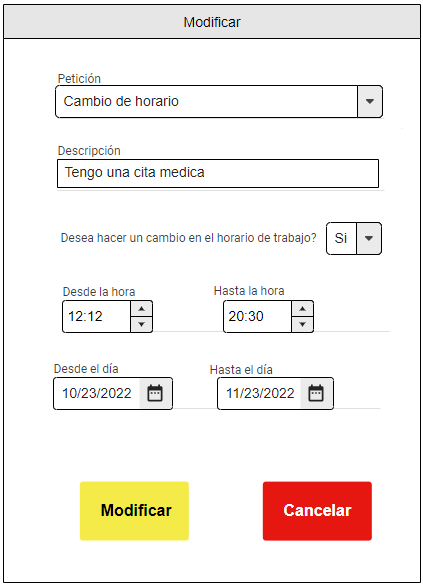 Modificar
Petición
Cambio de horario
Descripción
Tengo una cita medica
Desea hacer un cambio en el horario de trabajo? Si
Desde la hora Hasta la hora
12:12 20:30
Desde el día Hasta el día
10/23/2022 11/23/2022
Modificar Cancelar